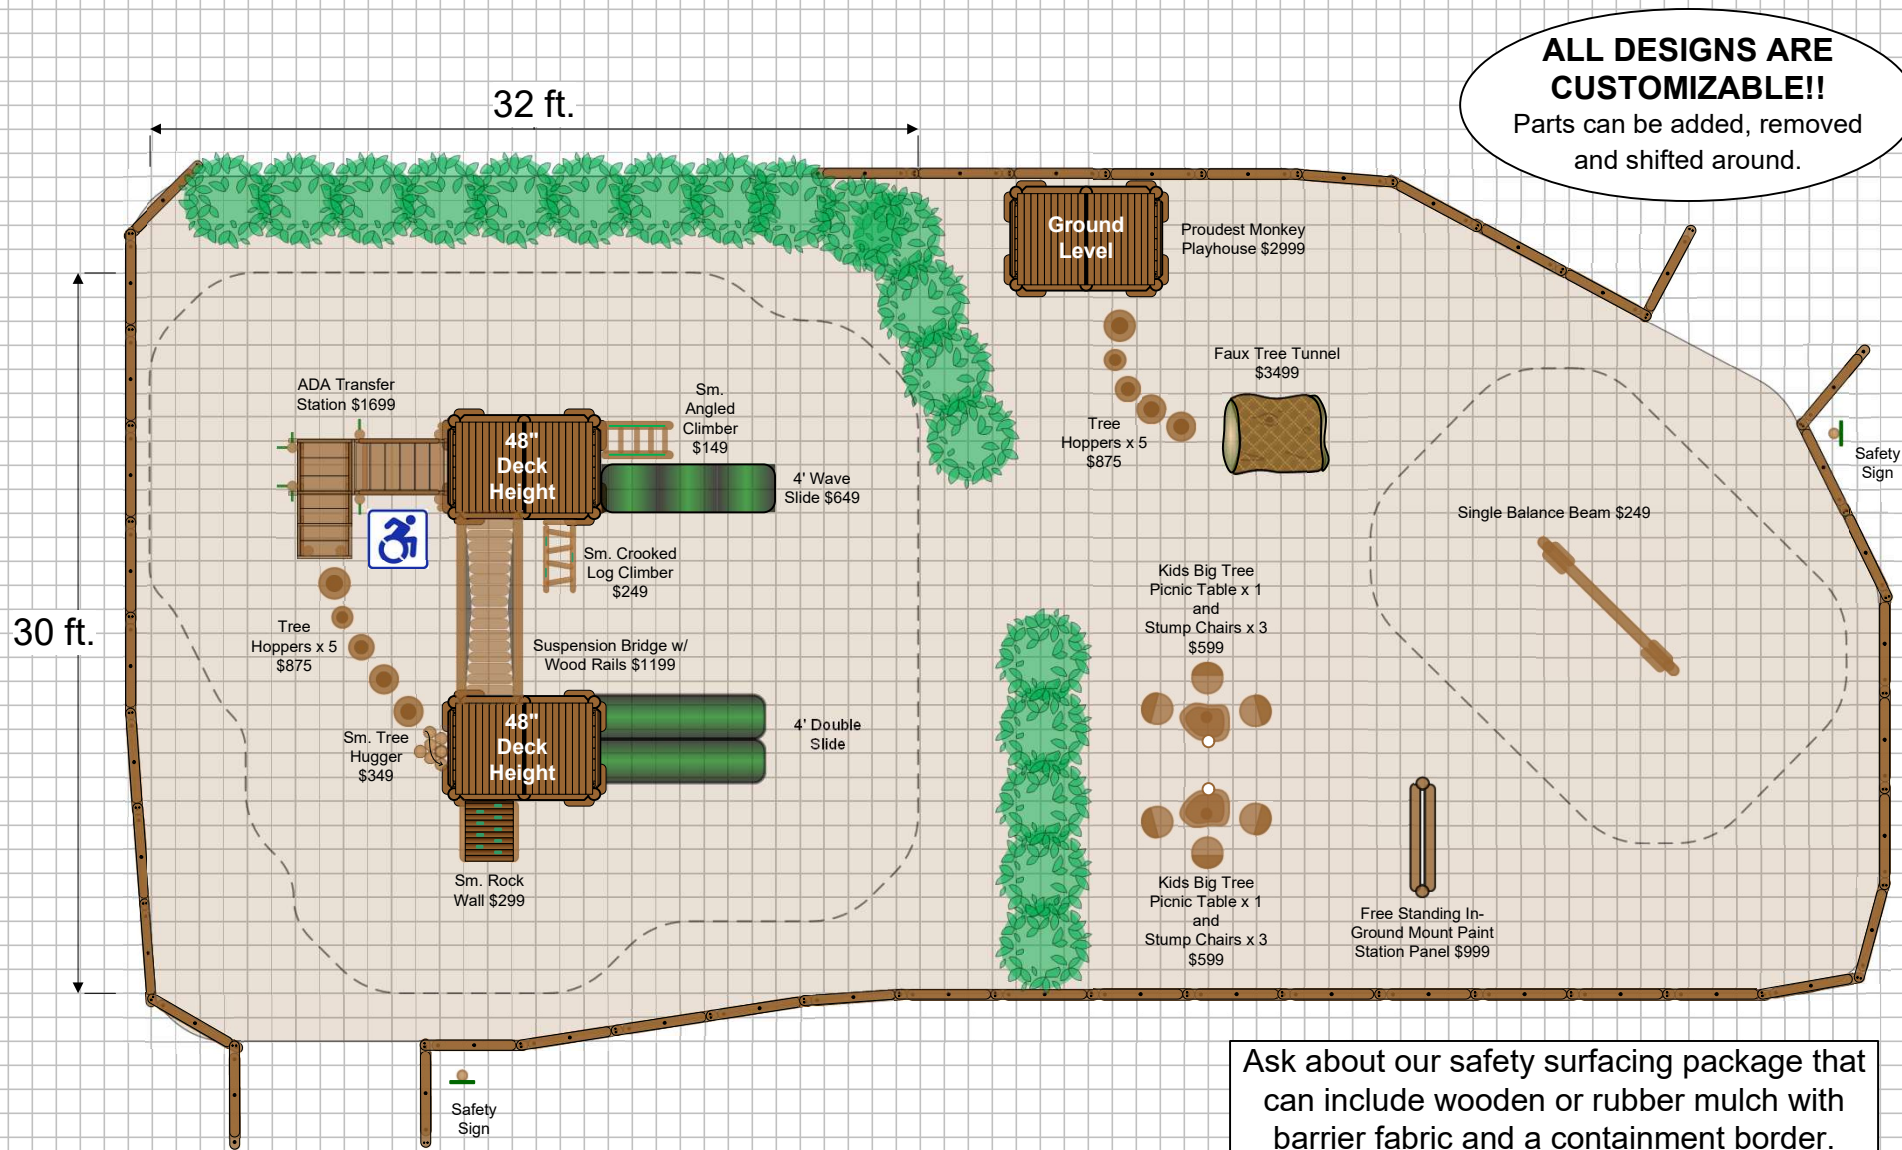 ALL DESIGNS ARE
CUSTOMIZABLE!!
Parts can be added, removed
and shifted around.
32 ft.
30 ft.
Ground
Level
Proudest Monkey
Playhouse $2999
Faux Tree Tunnel
$3499
Tree
Hoppers x 5
$875
ADA Transfer
Station $1699
48"
Deck
Height
Sm.
Angled
Climber
$149
4' Wave
Slide $649
Safety
Sign
Single Balance Beam $249
Sm. Crooked
Log Climber
$249
Kids Big Tree
Picnic Table x 1
and
Stump Chairs x 3
$599
Tree
Hoppers x 5
$875
Suspension Bridge w/
Wood Rails $1199
48"
Deck
Height
4' Double
Slide
Sm. Tree
Hugger
$349
Sm. Rock
Wall $299
Kids Big Tree
Picnic Table x 1
and
Stump Chairs x 3
$599
Free Standing In-
Ground Mount Paint
Station Panel $999
Safety
Sign
Ask about our safety surfacing package that
can include wooden or rubber mulch with
barrier fabric and a containment border.